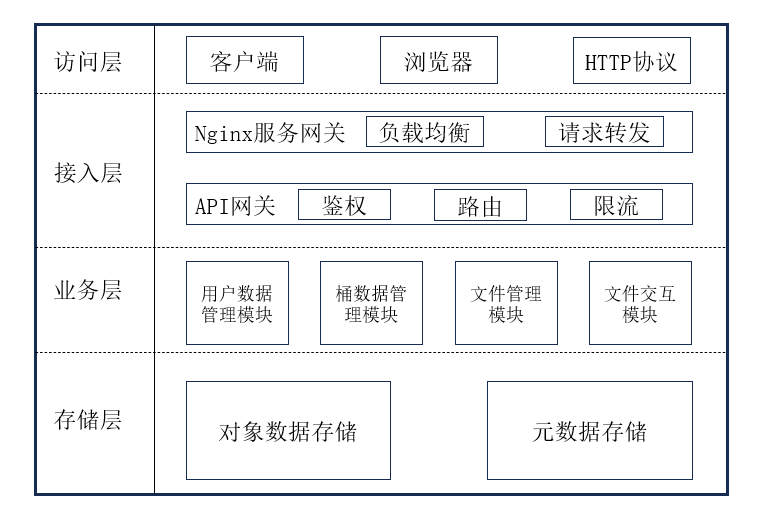 访问层
客户端
浏览器
HTTP协议
接入层
Nginx服务网关
负载均衡
请求转发
API网关
鉴权
路由
限流
业务层
用户数据
管理模块
桶数据管
理模块
文件管理
模块
文件交互
模块
存储层
对象数据存储
元数据存储